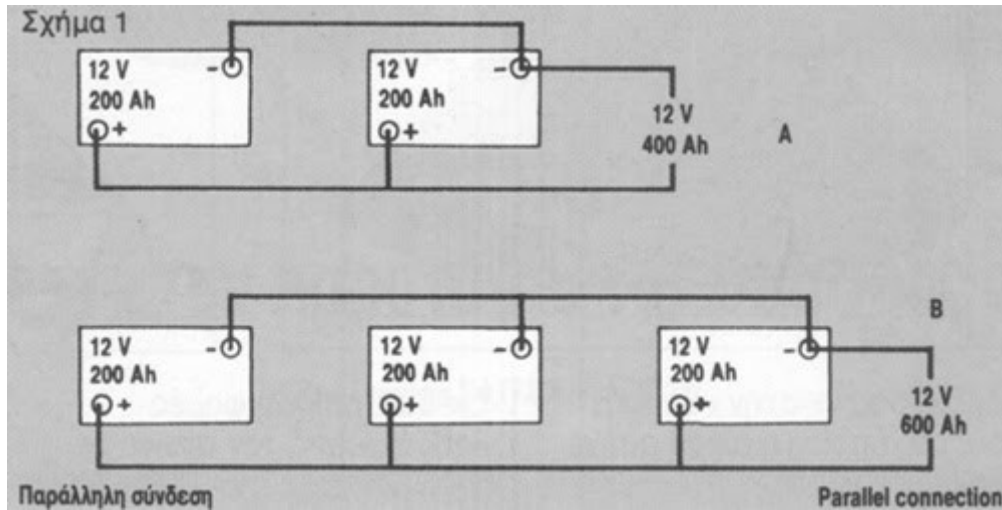 Σχήμα 1
12 V −
200 Ah
+
12 V −
200 Ah
+
12 V
400 Ah
A
B
12 V −
200 Ah
+
12 V −
200 Ah
+
12 V −
200 Ah
+
12 V
600 Ah
Παράλληλη σύνδεση
Parallel connection